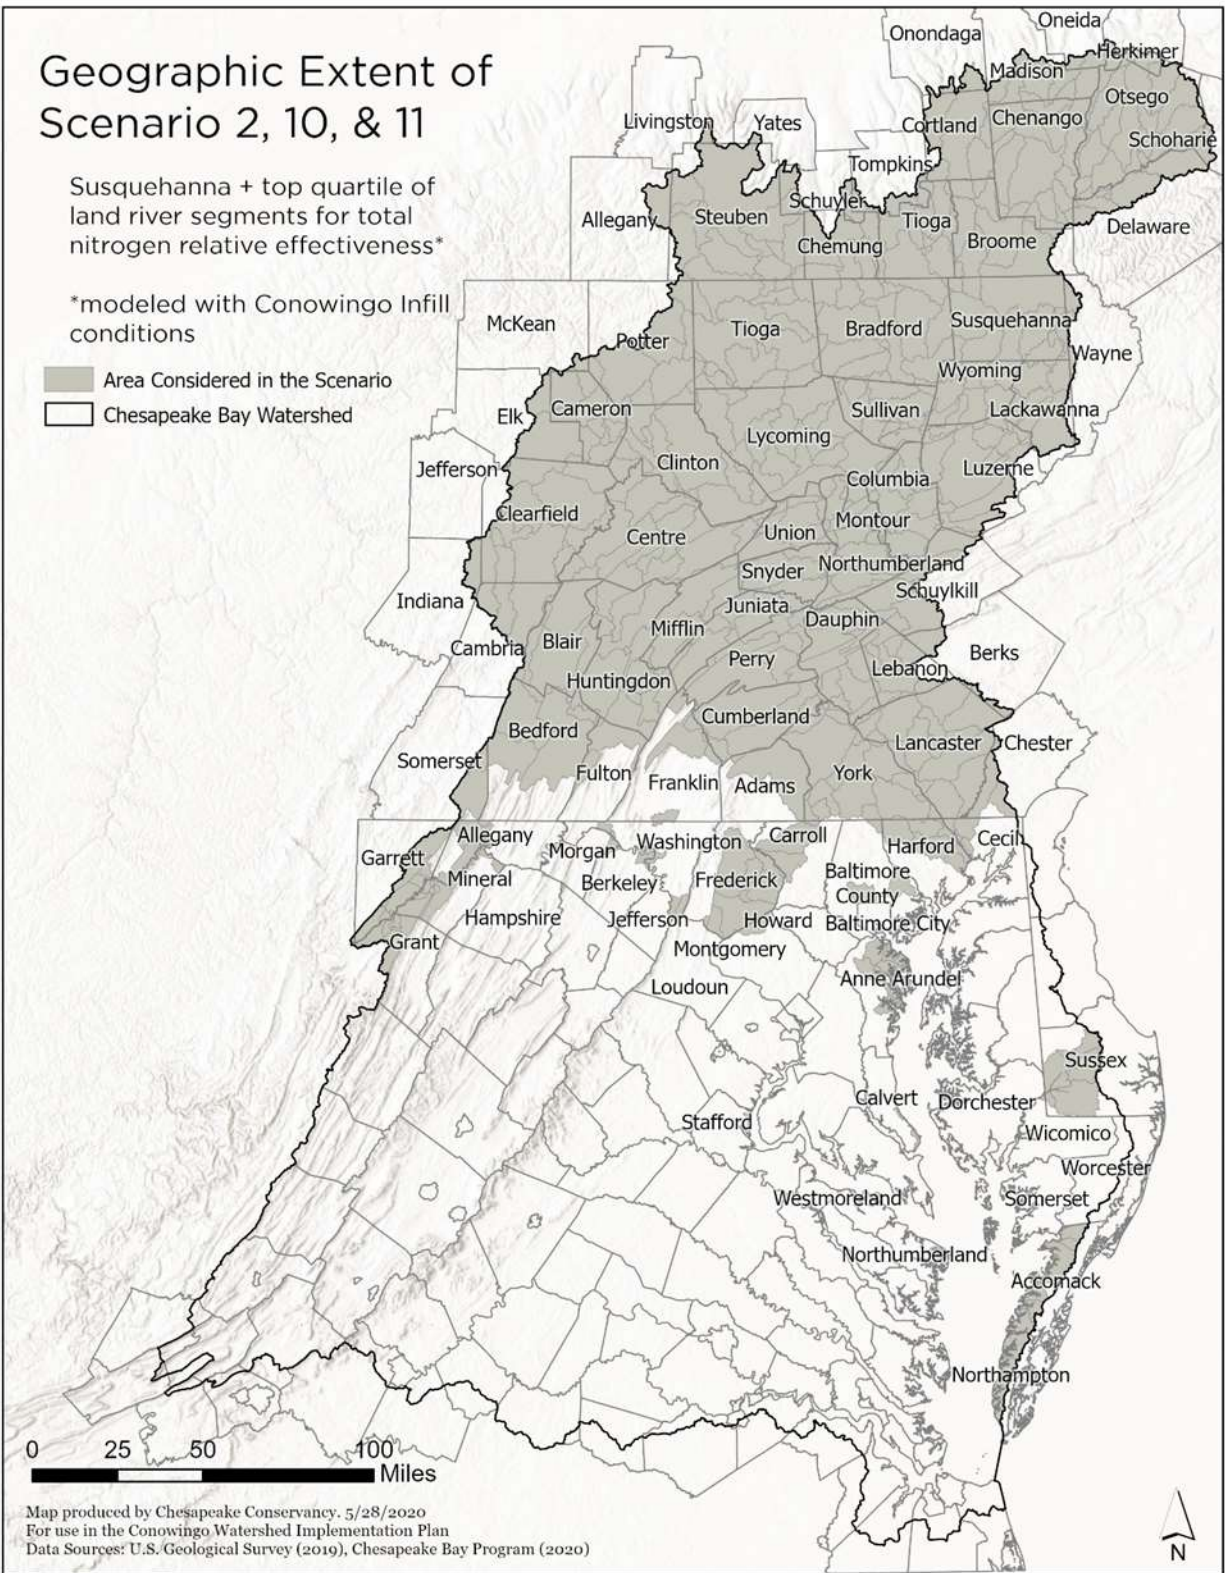 Geographic Extent of
Scenario 2, 10, & 11
Susquehanna + top quartile of
land river segments for total
nitrogen relative effectiveness*
*modeled with Conowingo Infill
conditions
Area Considered in the Scenario
Chesapeake Bay Watershed
Oneida
Onondaga
Herkimer
Madison
Otsego
Livingston
Yates
Cortland
Chenango
Schoharie
Tompkins
Schuyler
Allegany
Steuben
Tioga
Delaware
Chemung
Broome
McKean
Potter
Tioga
Bradford
Susquehanna
Wayne
Wyoming
Elk
Cameron
Sullivan
Lackawanna
Lycoming
Jefferson
Clinton
Luzerne
Columbia
Clearfield
Centre
Union
Montour
Snyder
Northumberland
Schuylkill
Indiana
Juniata
Dauphin
Mifflin
Cambria
Blair
Perry
Berks
Lebanon
Huntingdon
Cumberland
Bedford
Lancaster
Chester
Somerset
Fulton
Franklin
Adams
York
Allegany
Washington
Carroll
Cecil
Garrett
Morgan
Harford
Mineral
Berkeley
Frederick
Baltimore
County
Hampshire
Jefferson
Howard
Baltimore City
Grant
Montgomery
Loudoun
Anne Arundel
Sussex
Calvert
Dorchester
Stafford
Wicomico
Worcester
Westmoreland
Somerset
Northumberland
Accomack
Northampton
0 25 50 100
Miles
Map produced by Chesapeake Conservancy. 5/28/2020
For use in the Conowingo Watershed Implementation Plan
Data Sources: U.S. Geological Survey (2019), Chesapeake Bay Program (2020)
N